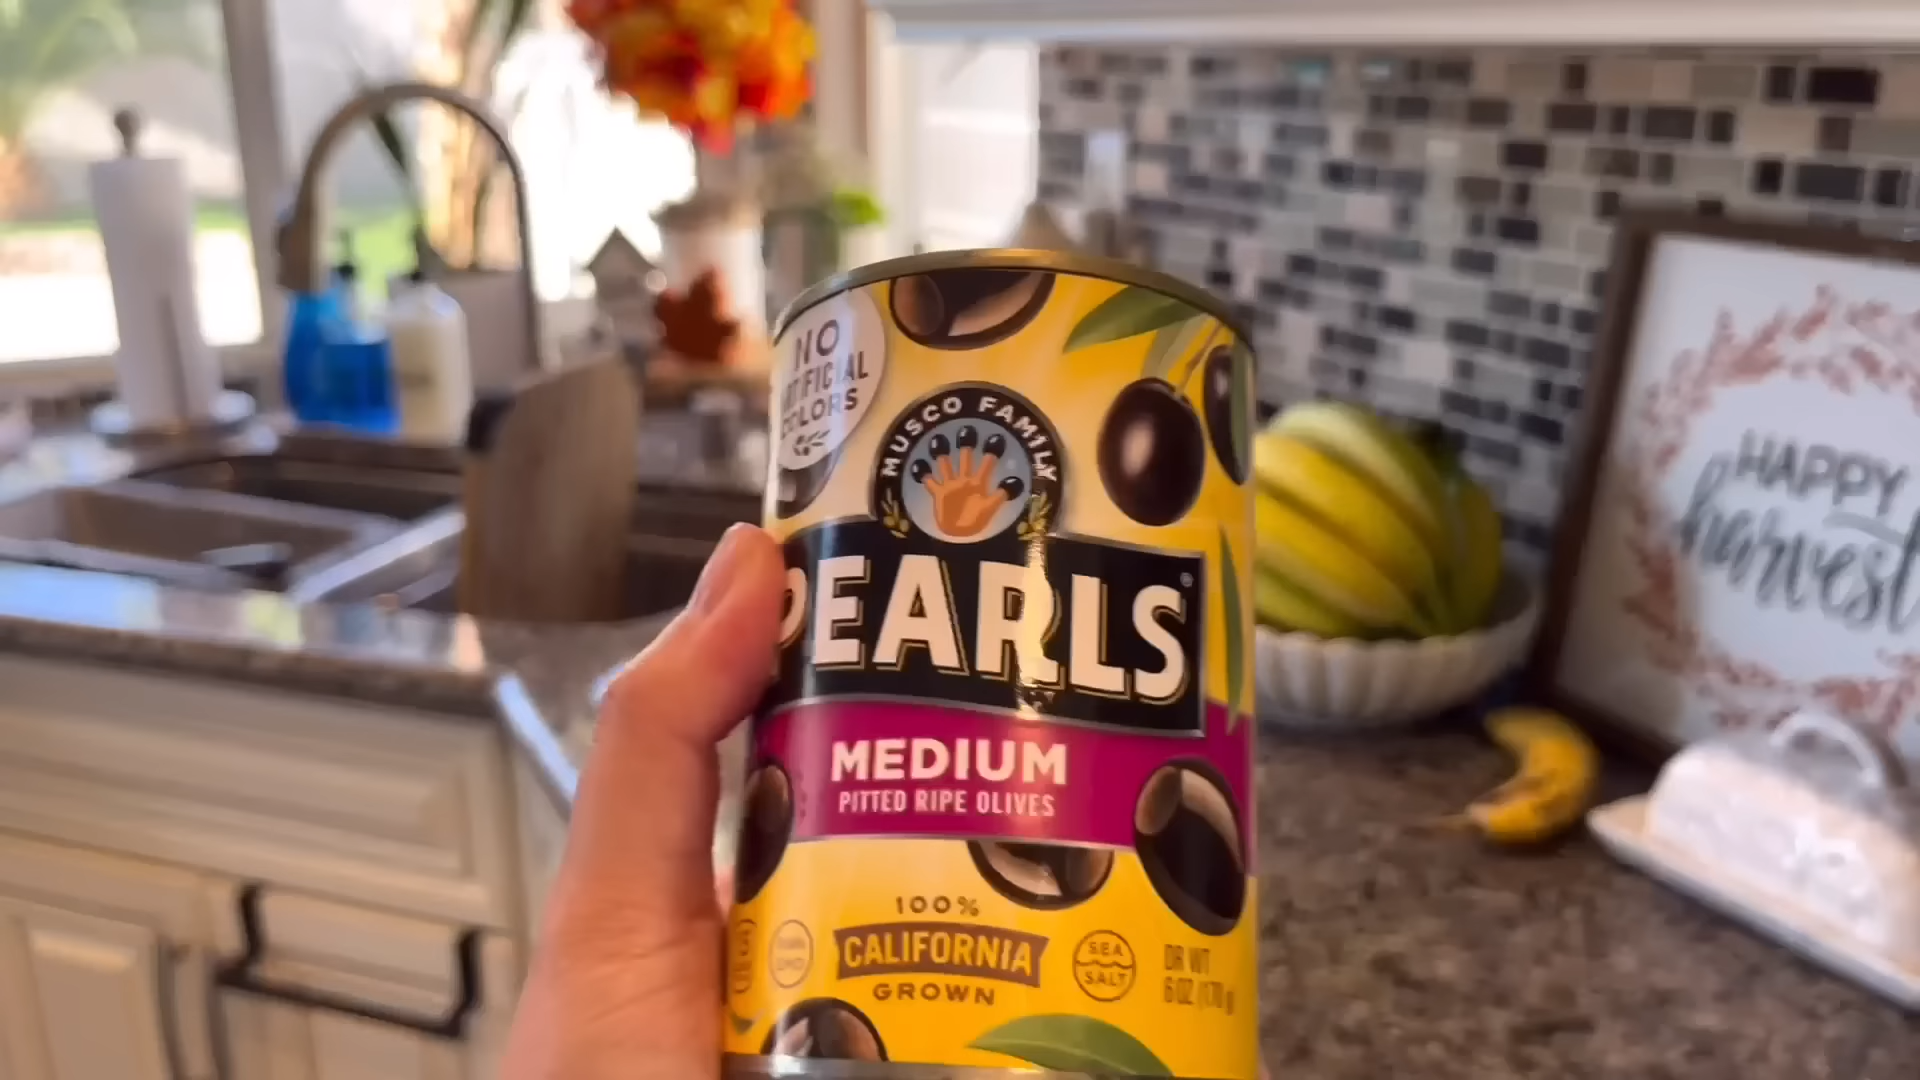 NO
ARTIFICIAL
COLORS
MUSCO FAM1LY
PEARLS®
MEDIUM
PITTED RIPE OLIVES
100%
CALIFORNIA
GROWN
SEA
SALT
DR WT
6 OZ (170 g
HAPPY
harvest